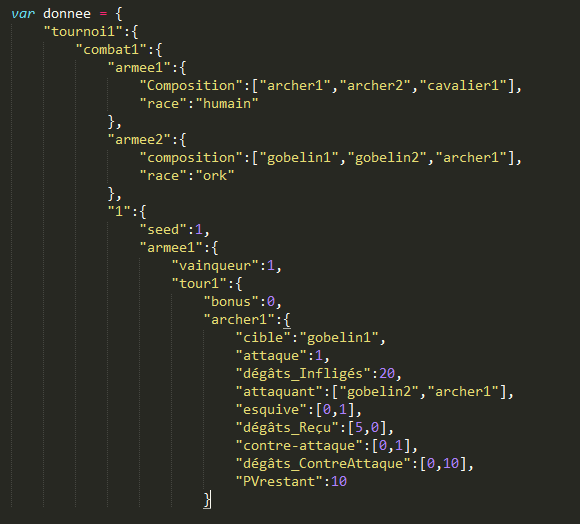 var donnee = {
"tournoi1":{
"combat1":{
"armee1":{
"Composition":["archer1","archer2","cavalier1"],
"race":"humain"
},
"armee2":{
"composition":["gobelin1","gobelin2","archer1"],
"race":"ork"
},
"1":{
"seed":1,
"armee1":{
"vainqueur":1,
"tour1":{
"bonus":0,
"archer1":{
"cible":"gobelin1",
"attaque":1,
"dégâts_Infligés":20,
"attaquant":["gobelin2","archer1"],
"esquive":[0,1],
"dégâts_Reçu":[5,0],
"contre-attaque":[0,1],
"dégâts_ContreAttaque":[0,10],
"PVrestant":10
}